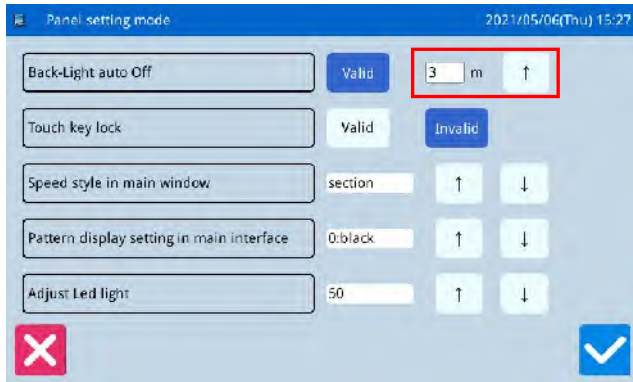 Panel setting mode 2021/05/06(Thu) 15:27
Back-Light auto Off Valid 3 m ↑
Touch key lock Valid Invalid
Speed style in main window section ↑ ↓
Pattern display setting in main interface 0:black ↑ ↓
Adjust Led light 50 ↑ ↓